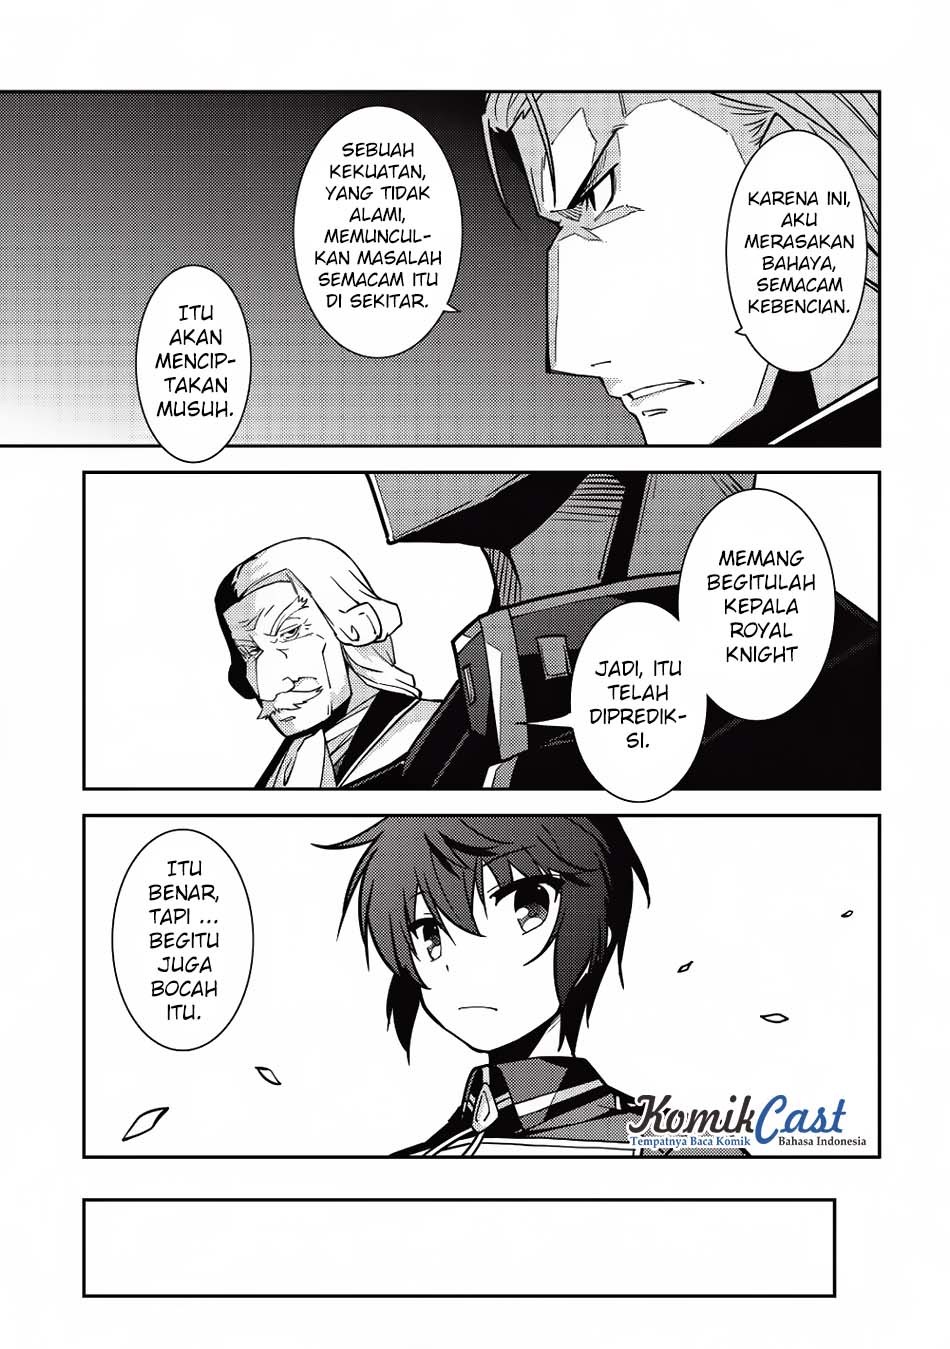 KARENA INI,
AKU
MERASAKAN
BAHAYA,
SEMACAM
KEBENCIAN.
SEBUAH
KEKUATAN,
YANG TIDAK
ALAMI,
MEMUNCUL-
KAN MASALAH
SEMACAM ITU
DI SEKITAR.
ITU
AKAN
MENCIP-
TAKAN
MUSUH.
MEMANG
BEGITULAH
KEPALA
ROYAL
KNIGHT
JADI, ITU
TELAH
DIPREDIK-
SI.
ITU
BENAR,
TAPI ...
BEGITU
JUGA
BOCAH
ITU.
KomikCast
Tempatnya Baca Komik Bahasa Indonesia